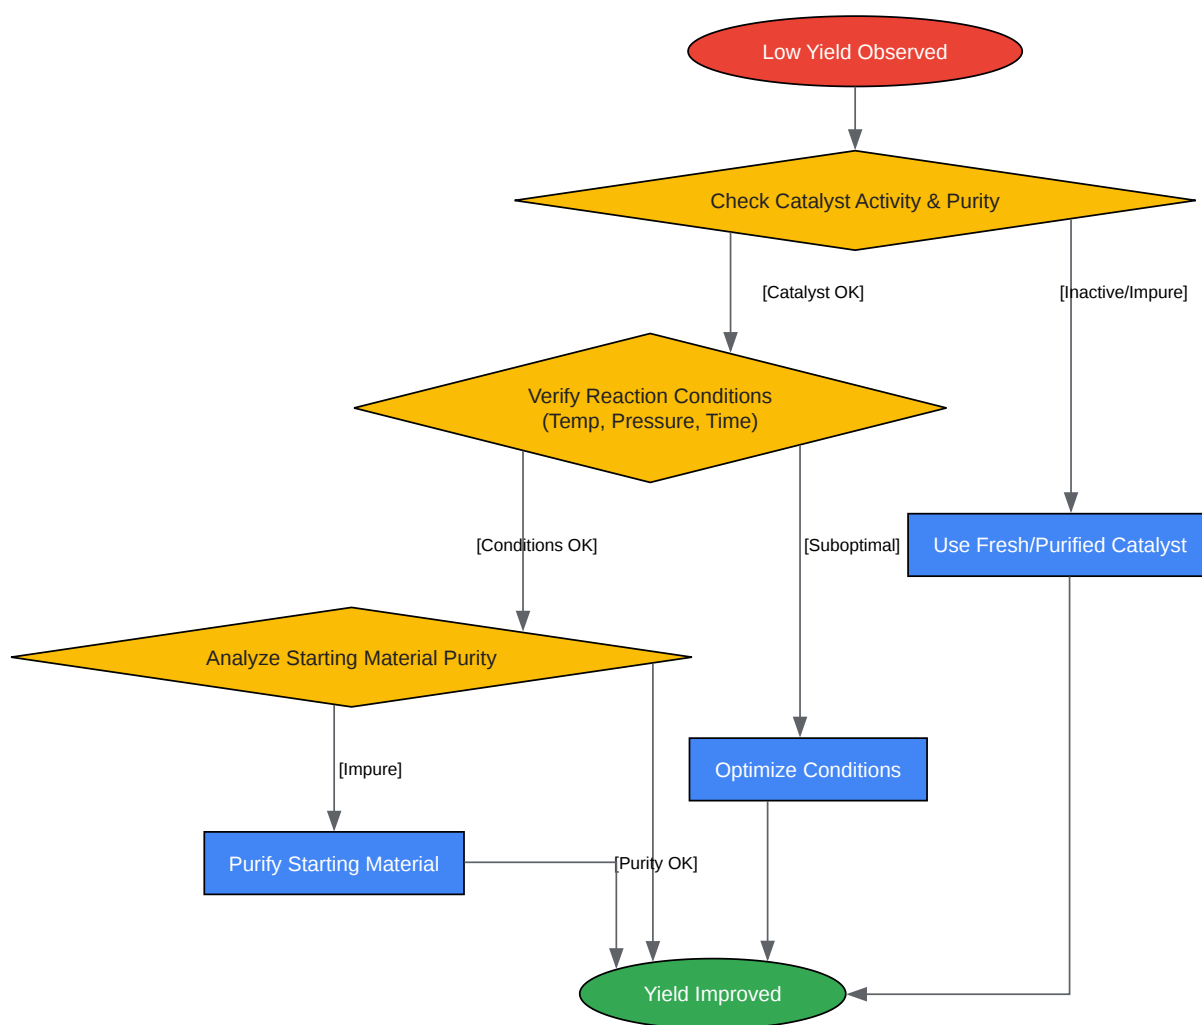 Low Yield Observed
Check Catalyst Activity & Purity
[Catalyst OK]
[Inactive/Impure]
Verify Reaction Conditions
(Temp, Pressure, Time)
[Conditions OK]
[Suboptimal]
Use Fresh/Purified Catalyst
Analyze Starting Material Purity
[Impure]
Optimize Conditions
Purify Starting Material
[Purity OK]
Yield Improved